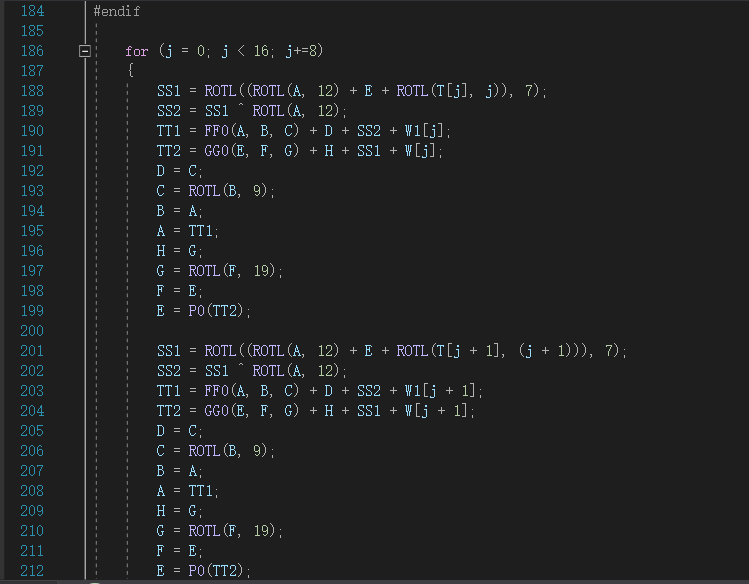 184 #endif
185
186 for (j = 0; j < 16; j+=8)
187 {
188 SS1 = ROTL((ROTL(A, 12) + E + ROTL(T[j], j)), 7);
189 SS2 = SS1 ^ ROTL(A, 12);
190 TT1 = FF0(A, B, C) + D + SS2 + W1[j];
191 TT2 = GG0(E, F, G) + H + SS1 + W[j];
192 D = C;
193 C = ROTL(B, 9);
194 B = A;
195 A = TT1;
196 H = G;
197 G = ROTL(F, 19);
198 F = E;
199 E = P0(TT2);
200
201 SS1 = ROTL((ROTL(A, 12) + E + ROTL(T[j + 1], (j + 1))), 7);
202 SS2 = SS1 ^ ROTL(A, 12);
203 TT1 = FF0(A, B, C) + D + SS2 + W1[j + 1];
204 TT2 = GG0(E, F, G) + H + SS1 + W[j + 1];
205 D = C;
206 C = ROTL(B, 9);
207 B = A;
208 A = TT1;
209 H = G;
210 G = ROTL(F, 19);
211 F = E;
212 E = P0(TT2);